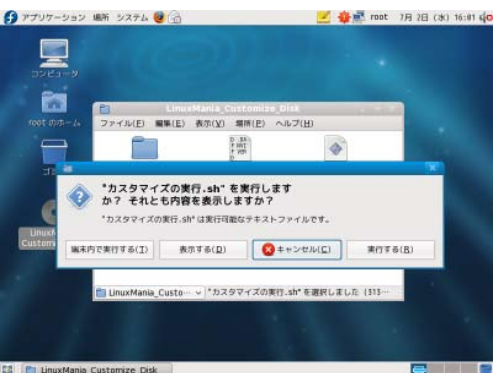 アプリケーション 場所 システム
root 7月 2日 (水) 16:01
コンピュータ
root のホーム
LinuxMania_Customize_Disk
ファイル(E) 編集(E) 表示(V) 場所(P) ヘルプ(H)
"カスタマイズの実行.sh" を実行します
か？ それとも内容を表示しますか？
"カスタマイズの実行.sh" は実行可能なテキストファイルです。
端末内で実行する(T) 表示する(D) キャンセル(C) 実行する(R)
LinuxMania_Custo… "カスタマイズの実行.sh" を選択しました (313…
LinuxMania_Customize_Disk